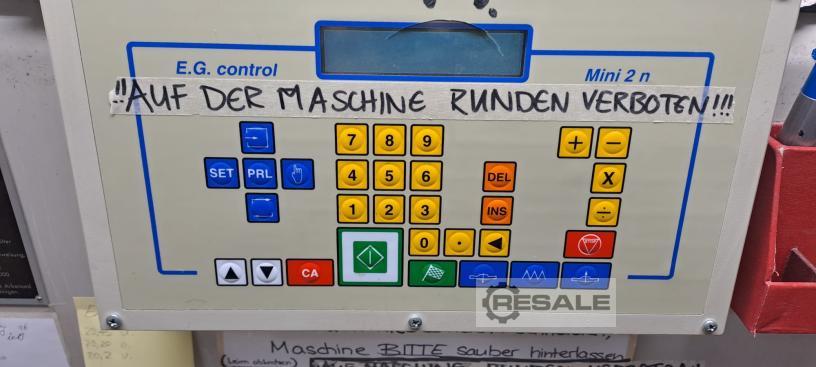 E.G. control
Mini 2 n
!!AUF DER MASCHINE RUNDEN VERBOTEN!!!
7 8 9 + −
SET PRL 4 5 6 DEL X
1 2 3 INS ÷
0 . ◀ STOP
▲ ▼ CA
RESALE
Maschine BITTE sauber hinterlassen